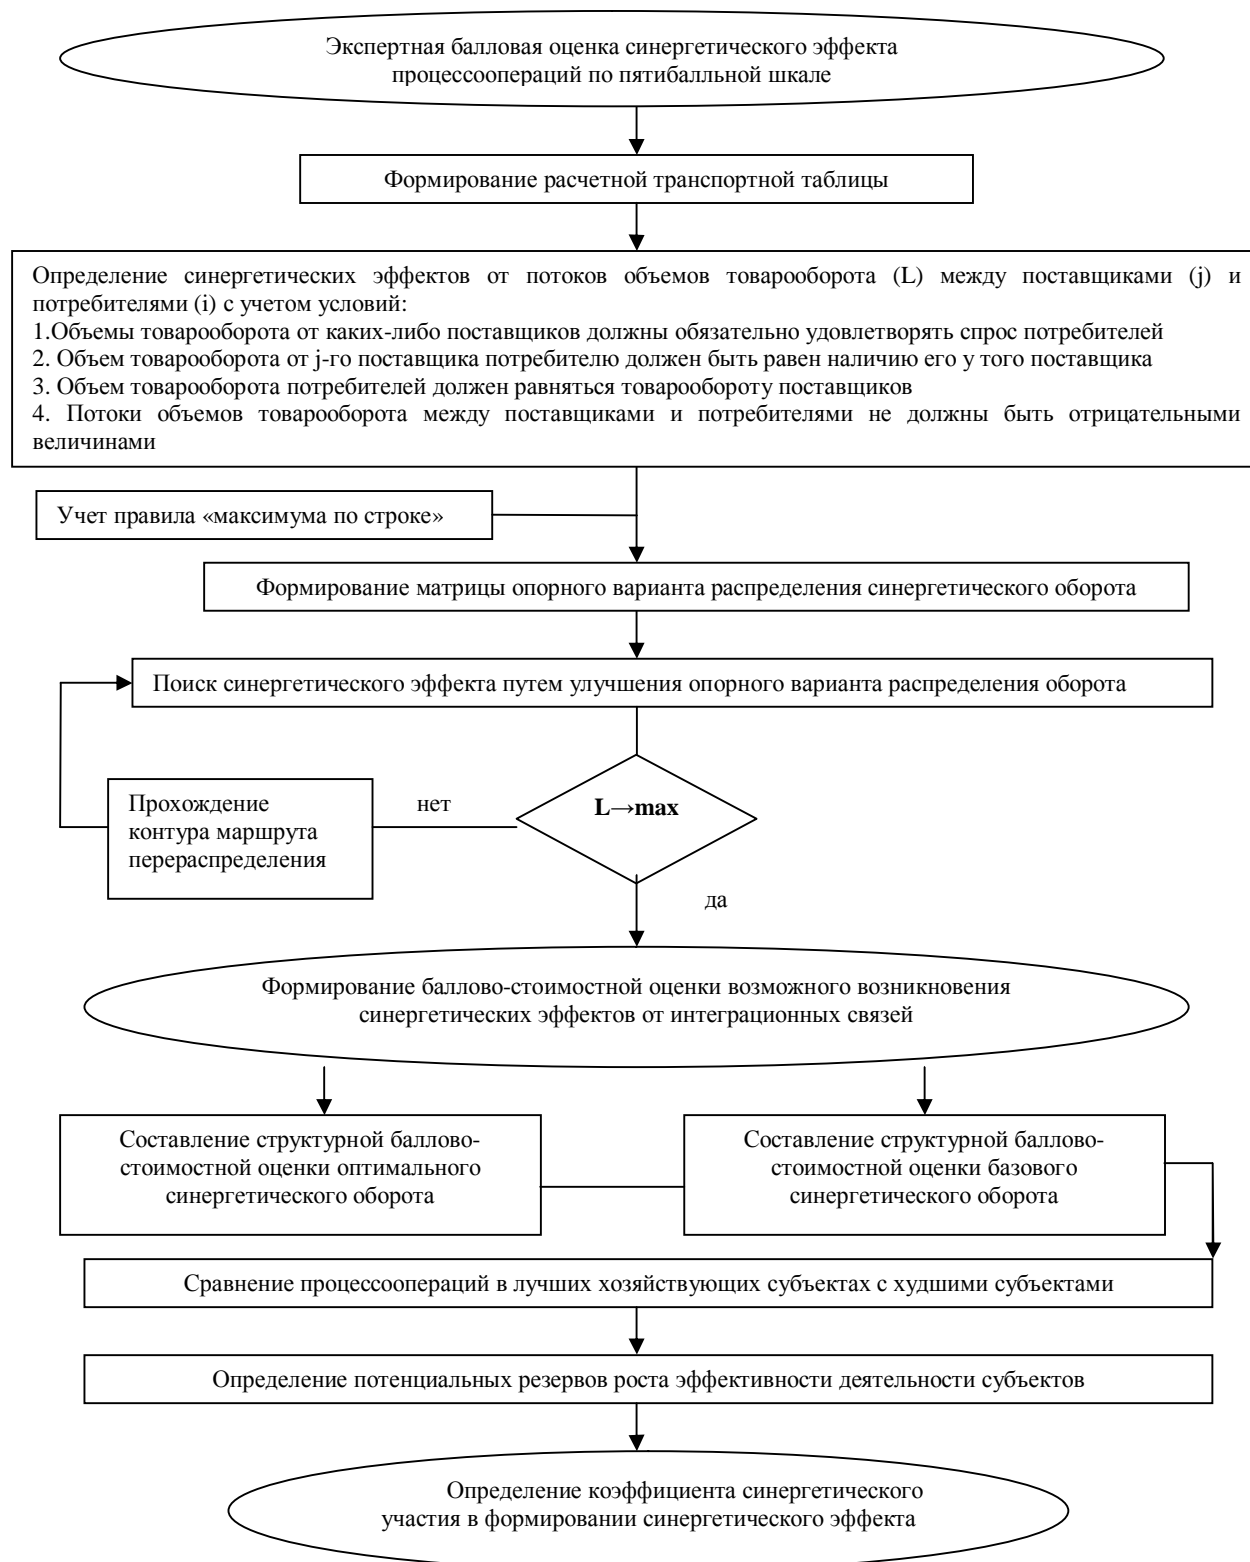 Экспертная балловая оценка синергетического эффекта
процессоопераций по пятибалльной шкале
Формирование расчетной транспортной таблицы
Определение синергетических эффектов от потоков объемов товарооборота (L) между поставщиками (j) и
потребителями (i) с учетом условий:
1.Объемы товарооборота от каких-либо поставщиков должны обязательно удовлетворять спрос потребителей
2. Объем товарооборота от j-го поставщика потребителю должен быть равен наличию его у того поставщика
3. Объем товарооборота потребителей должен равняться товарообороту поставщиков
4. Потоки объемов товарооборота между поставщиками и потребителями не должны быть отрицательными
величинами
Учет правила «максимума по строке»
Формирование матрицы опорного варианта распределения синергетического оборота
Поиск синергетического эффекта путем улучшения опорного варианта распределения оборота
Прохождение
контура маршрута
перераспределения
нет
L→max
да
Формирование баллово-стоимостной оценки возможного возникновения
синергетических эффектов от интеграционных связей
Составление структурной баллово-
стоимостной оценки оптимального
синергетического оборота
Составление структурной баллово-
стоимостной оценки базового
синергетического оборота
Сравнение процессоопераций в лучших хозяйствующих субъектах с худшими субъектами
Определение потенциальных резервов роста эффективности деятельности субъектов
Определение коэффициента синергетического
участия в формировании синергетического эффекта